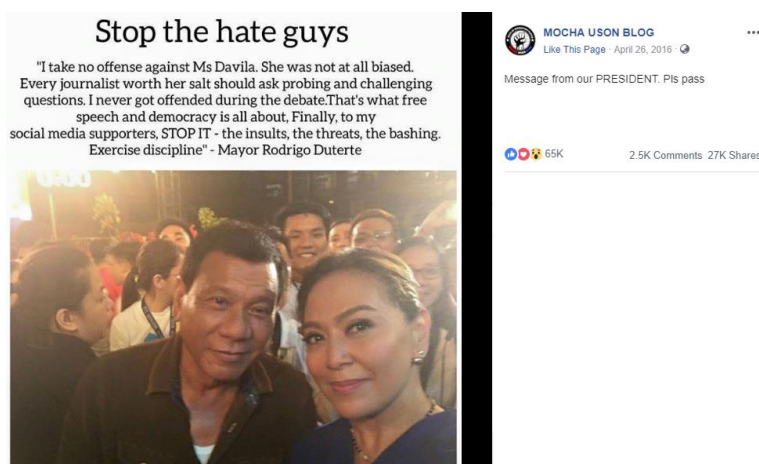 Stop the hate guys
"I take no offense against Ms Davila. She was not at all biased.
Every journalist worth her salt should ask probing and challenging
questions. I never got offended during the debate.That's what free
speech and democracy is all about, Finally, to my
social media supporters, STOP IT - the insults, the threats, the bashing.
Exercise discipline" - Mayor Rodrigo Duterte
MOCHA USON BLOG
Like This Page · April 26, 2016 ·
Message from our PRESIDENT. Pls pass
65K
2.5K Comments 27K Shares